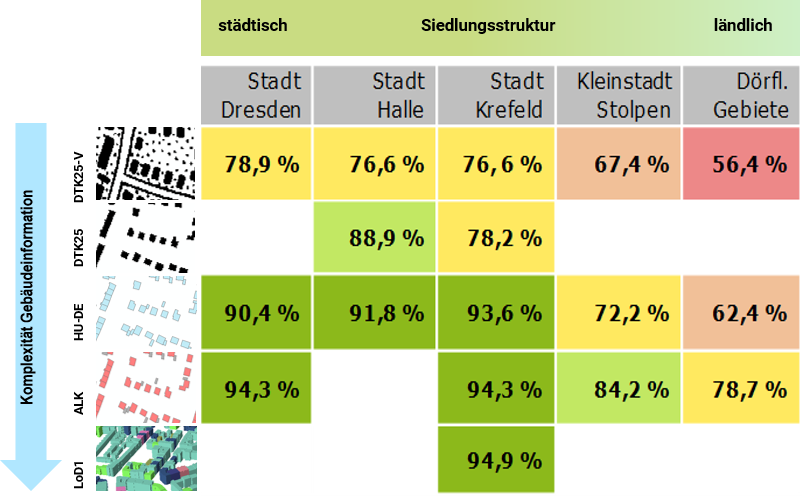 städtisch Siedlungsstruktur ländlich
Stadt Dresden
Stadt Halle
Stadt Krefeld
Kleinstadt Stolpen
Dörfl. Gebiete
Komplexität Gebäudeinformation
DTK25-V 78,9 % 76,6 % 76,6 % 67,4 % 56,4 %
DTK25 88,9 % 78,2 %
HU-DE 90,4 % 91,8 % 93,6 % 72,2 % 62,4 %
ALK 94,3 % 94,3 % 84,2 % 78,7 %
LoD1 94,9 %